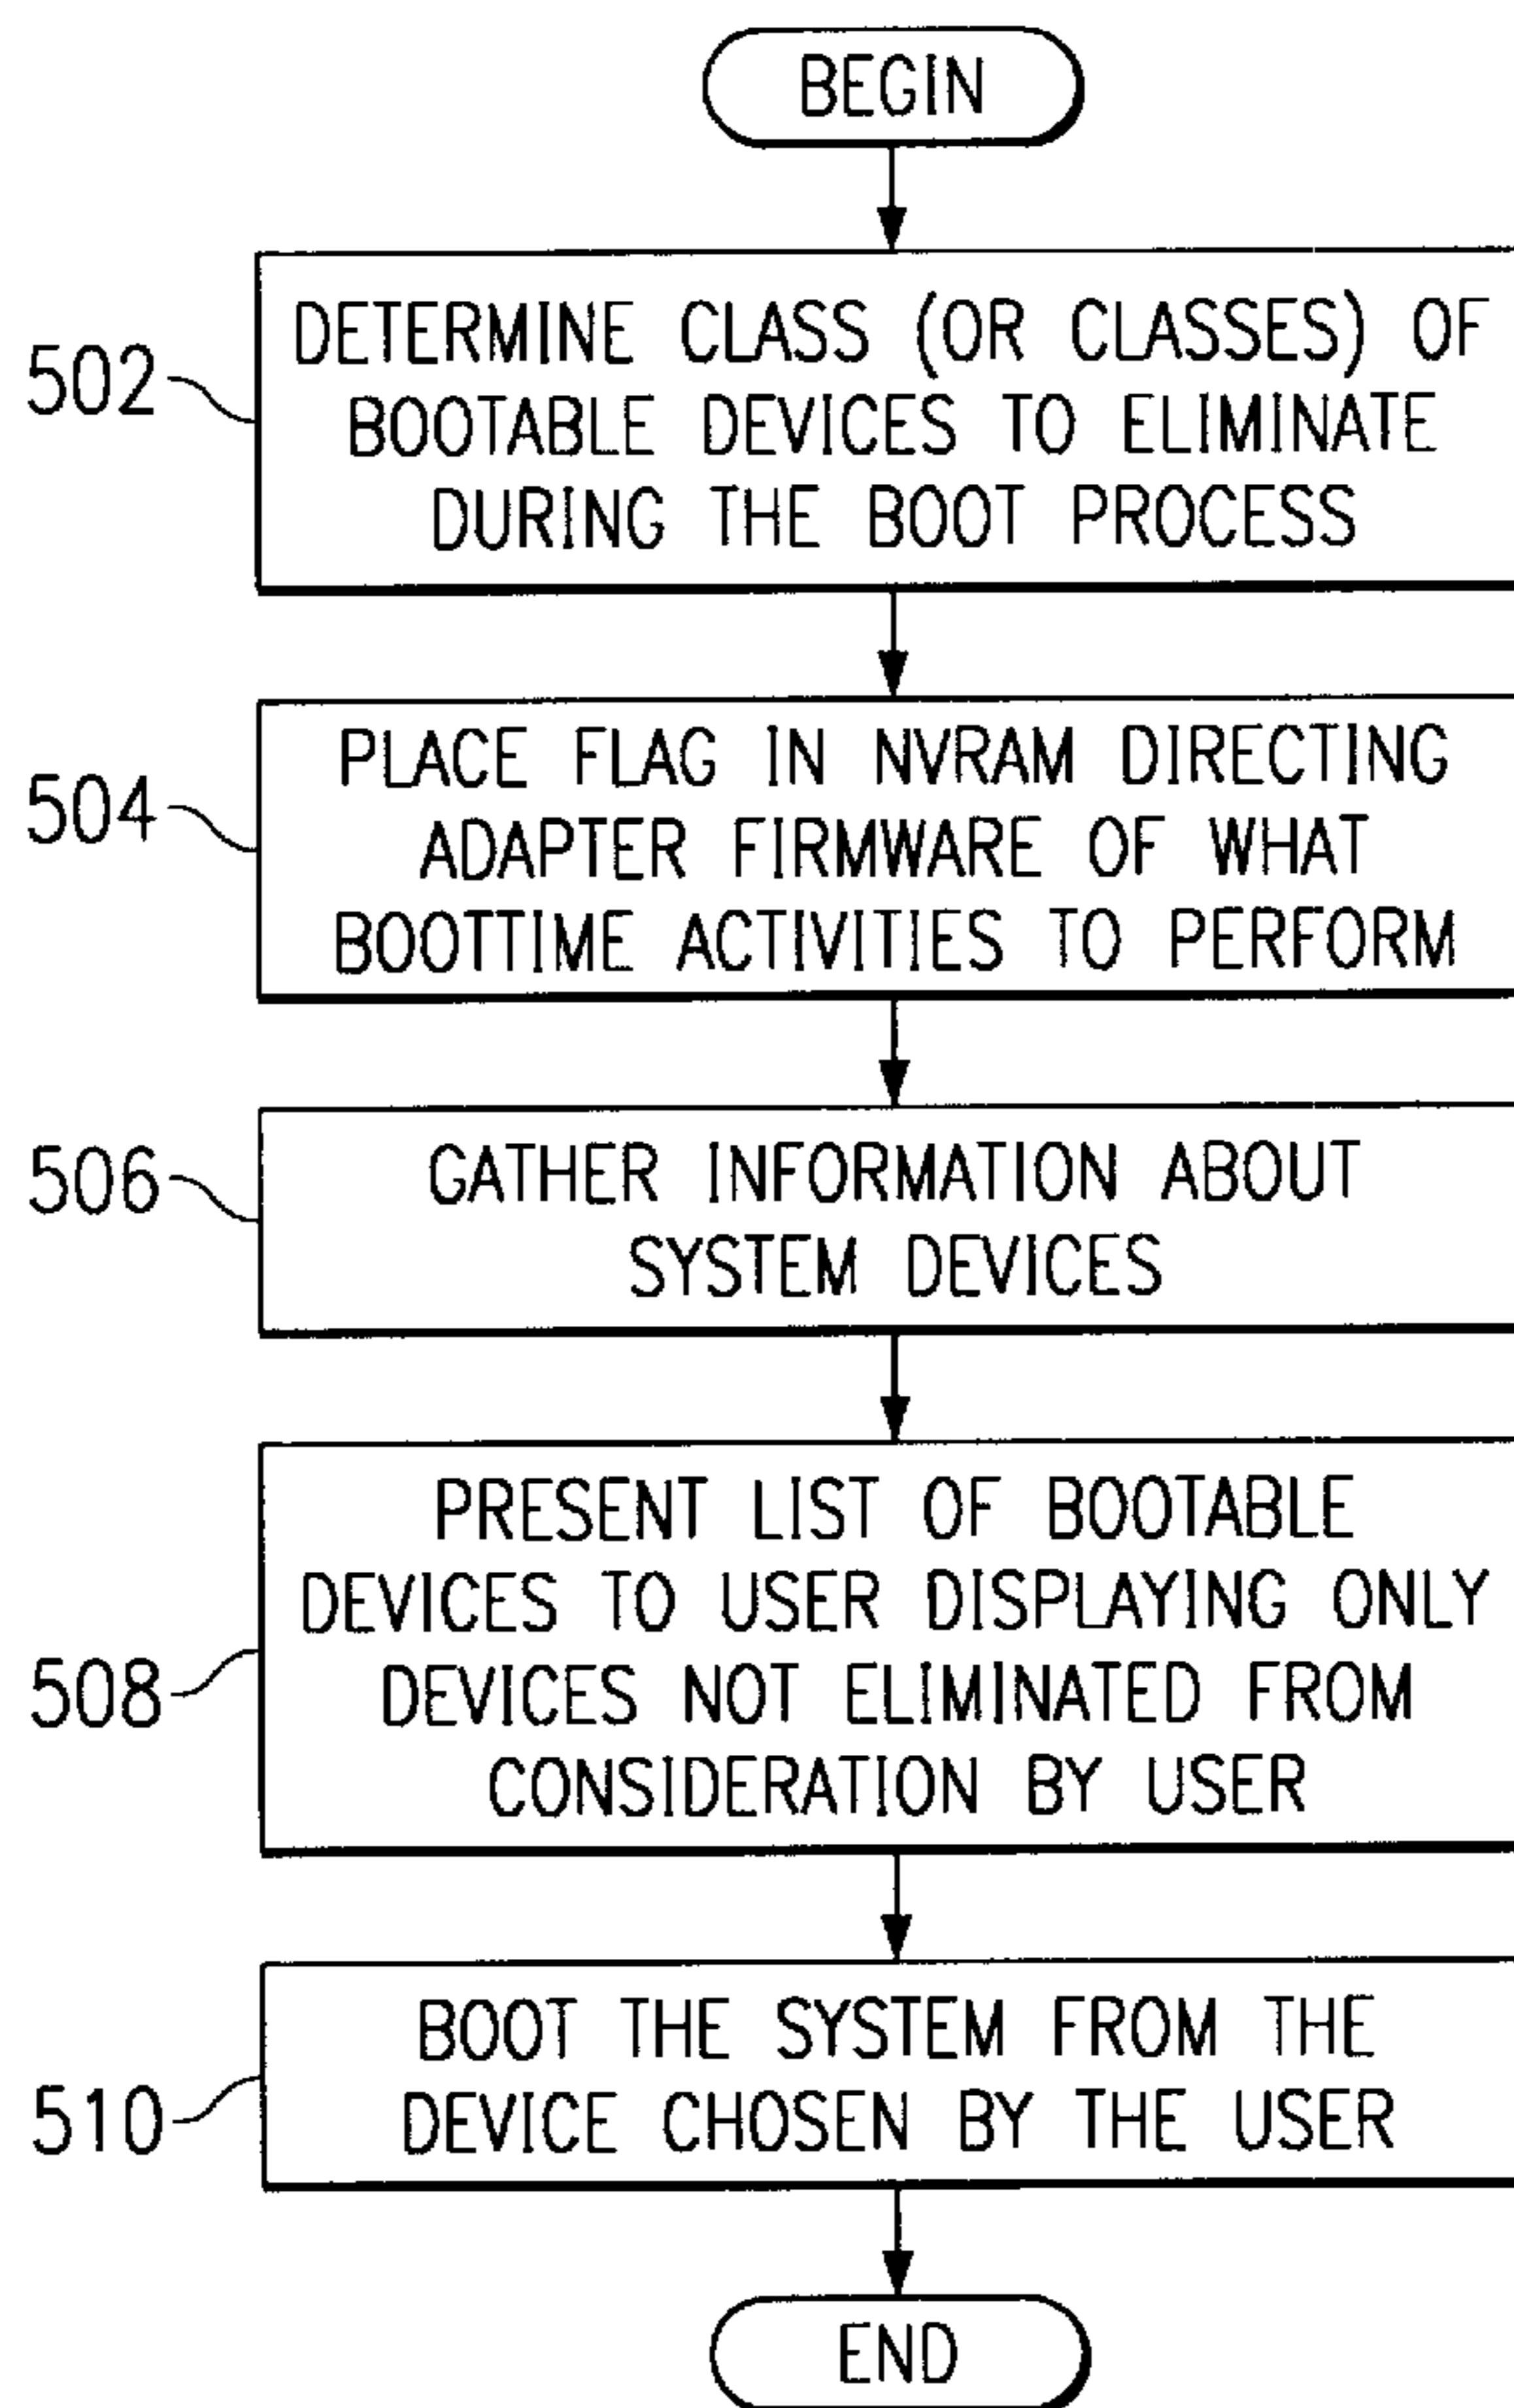 BEGIN
502
DETERMINE CLASS (OR CLASSES) OF
BOOTABLE DEVICES TO ELIMINATE
DURING THE BOOT PROCESS
504
PLACE FLAG IN NVRAM DIRECTING
ADAPTER FIRMWARE OF WHAT
BOOTTIME ACTIVITIES TO PERFORM
506
GATHER INFORMATION ABOUT
SYSTEM DEVICES
508
PRESENT LIST OF BOOTABLE
DEVICES TO USER DISPLAYING ONLY
DEVICES NOT ELIMINATED FROM
CONSIDERATION BY USER
510
BOOT THE SYSTEM FROM THE
DEVICE CHOSEN BY THE USER
END